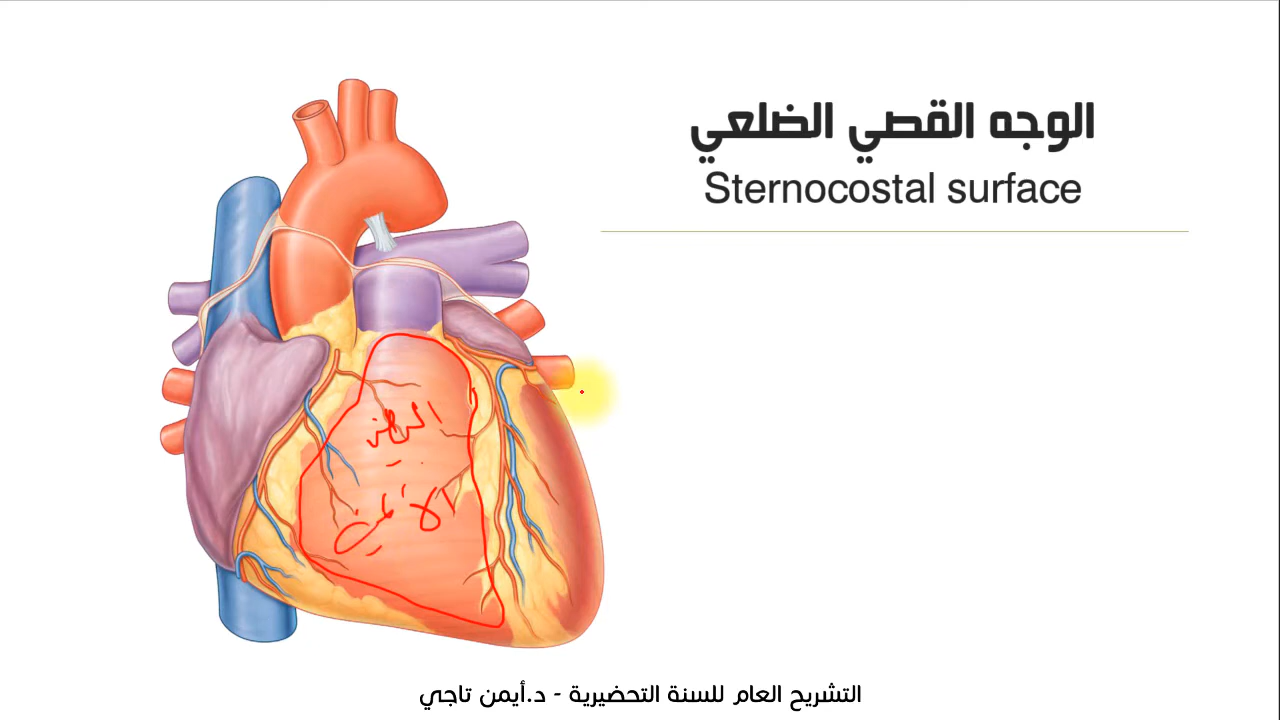 الوجه القصي الضلعي
Sternocostal surface
البطين
الأيمن
التشريح العام للسنة التحضيرية - د.أيمن تاجي